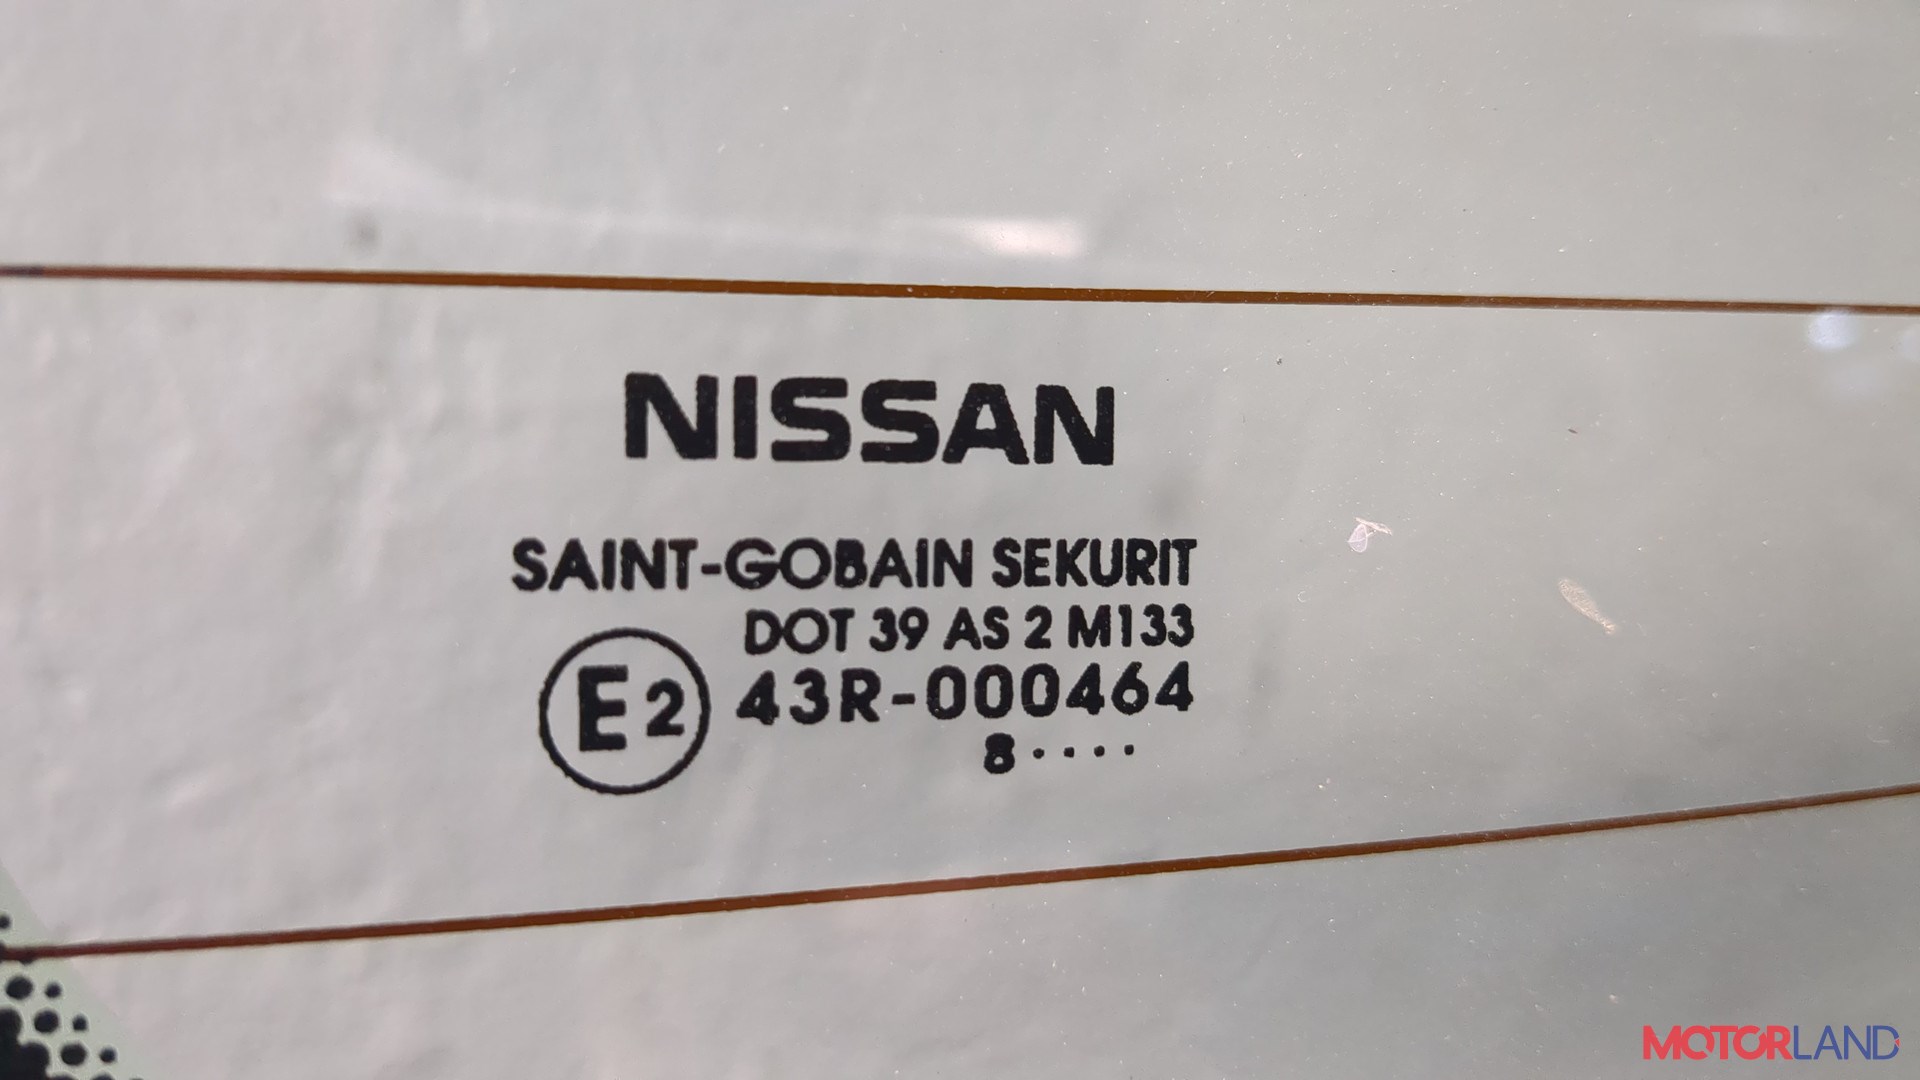 NISSAN
SAINT-GOBAIN SEKURIT
DOT 39 AS 2 M133
E2 43R-000464
8····
MOTORLAND